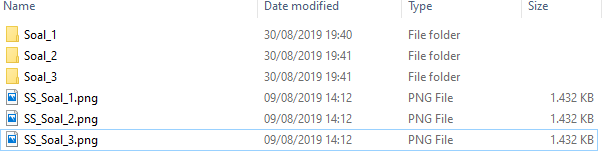 Name Date modified Type Size
Soal_1 30/08/2019 19:40 File folder
Soal_2 30/08/2019 19:41 File folder
Soal_3 30/08/2019 19:41 File folder
SS_Soal_1.png 09/08/2019 14:12 PNG File 1.432 KB
SS_Soal_2.png 09/08/2019 14:12 PNG File 1.432 KB
SS_Soal_3.png 09/08/2019 14:12 PNG File 1.432 KB